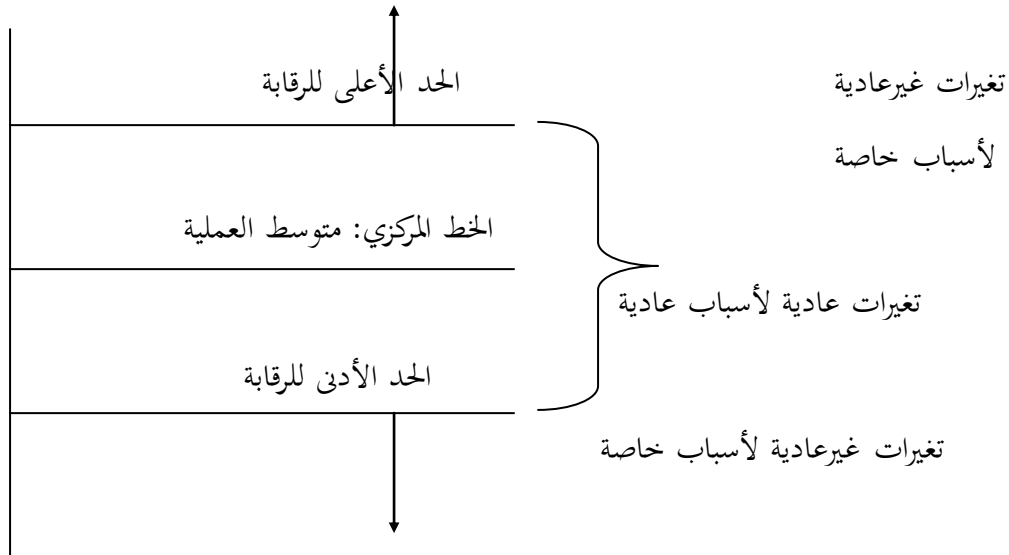 تغيرات غيرعادية
الحد الأعلى للرقابة
لأسباب خاصة
الخط المركزي: متوسط العملية
تغيرات عادية لأسباب عادية
الحد الأدنى للرقابة
تغيرات غيرعادية لأسباب خاصة